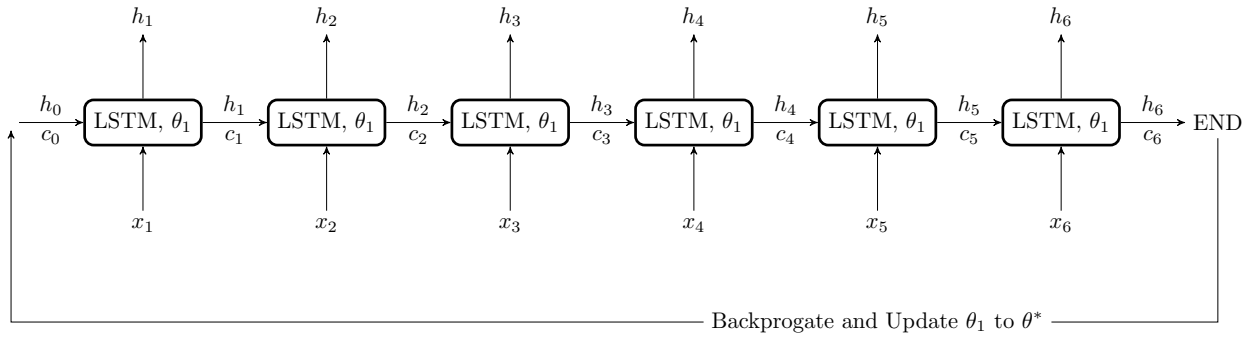 h₁ h₂ h₃ h₄ h₅ h₆
h₀ h₁ h₂ h₃ h₄ h₅ h₆
LSTM, θ₁ LSTM, θ₁ LSTM, θ₁ LSTM, θ₁ LSTM, θ₁ LSTM, θ₁ END
c₀ c₁ c₂ c₃ c₄ c₅ c₆
x₁ x₂ x₃ x₄ x₅ x₆
Backprogate and Update θ₁ to θ*